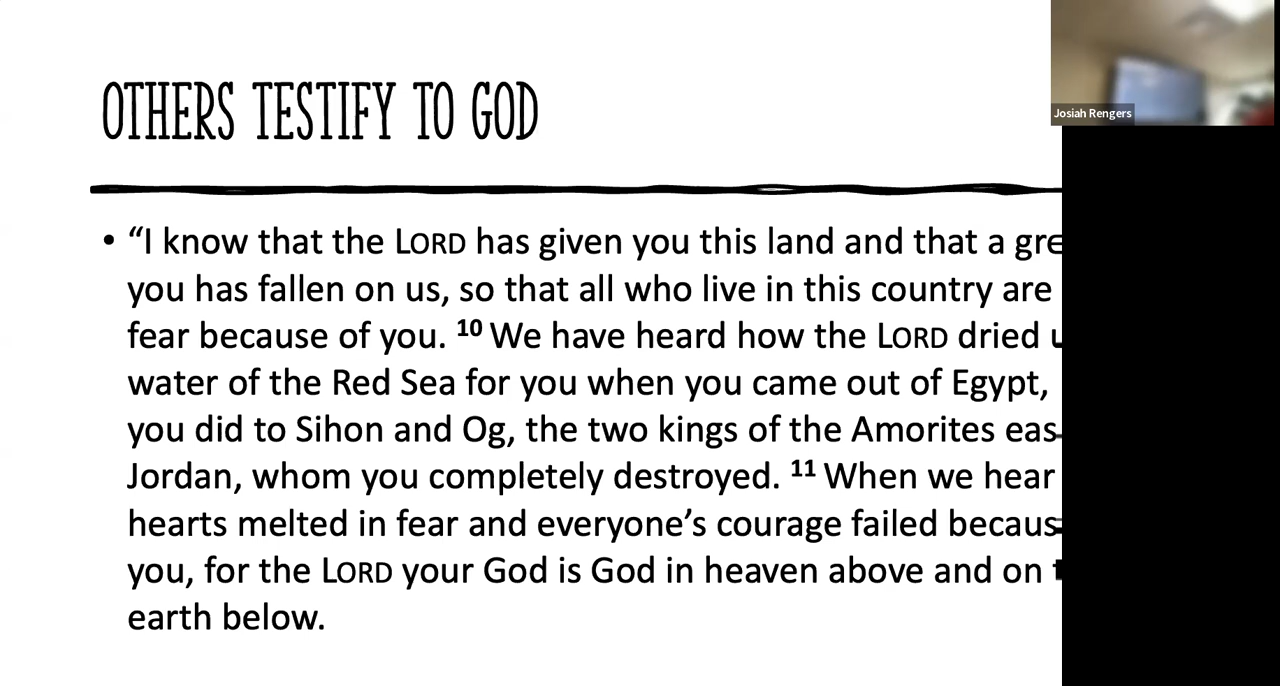 OTHERS TESTIFY TO GOD
Josiah Rengers
• “I know that the LORD has given you this land and that a
you has fallen on us, so that all who live in this country are
fear because of you. 10 We have heard how the LORD dried
water of the Red Sea for you when you came out of Egypt,
you did to Sihon and Og, the two kings of the Amorites
Jordan, whom you completely destroyed. 11 When we hear
hearts melted in fear and everyone’s courage failed
you, for the LORD your God is God in heaven above and on
earth below.